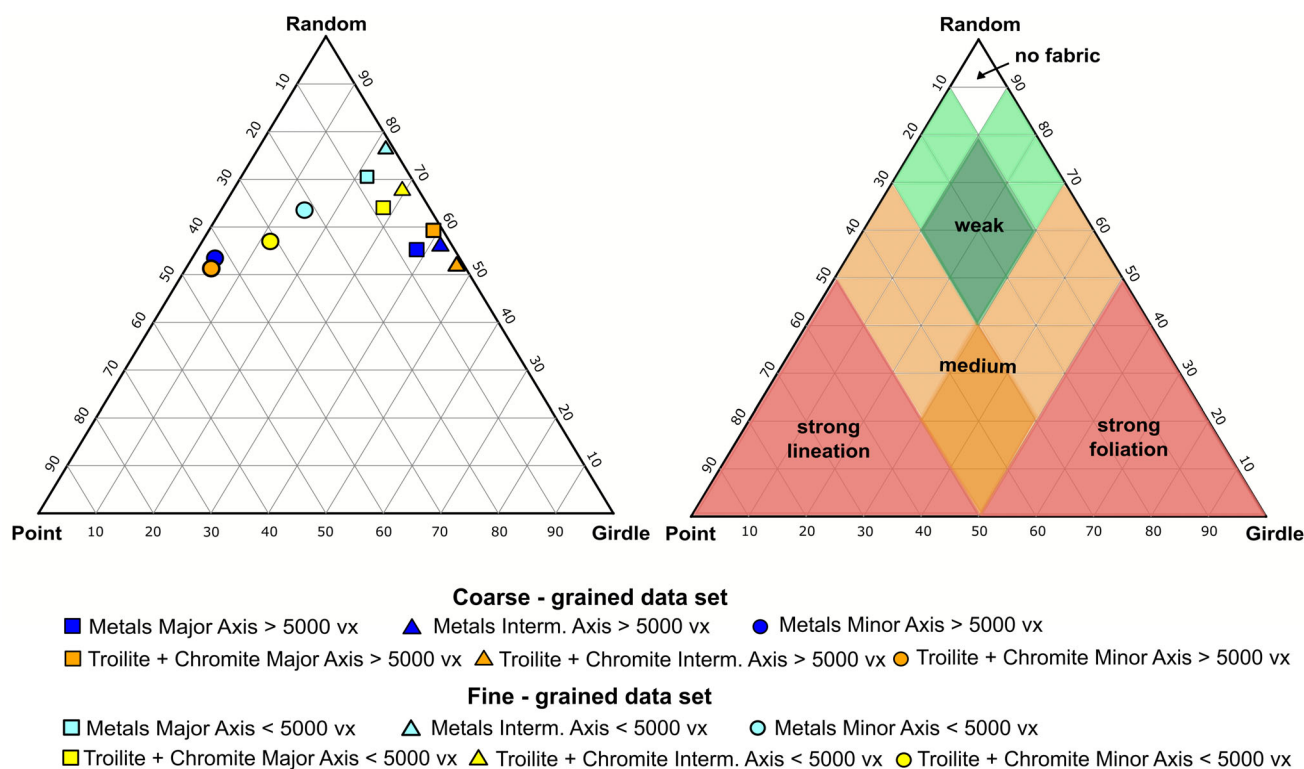 Random
10
20
30
40
50
60
70
80
90
90
80
70
60
50
40
30
20
10
Point 10 20 30 40 50 60 70 80 90 Girdle
Random
no fabric
10
20
30
40
50
60
70
80
90
90
80
70
60
50
40
30
20
10
weak
medium
strong
lineation
strong
foliation
Point 10 20 30 40 50 60 70 80 90 Girdle
Coarse - grained data set
Metals Major Axis > 5000 vx Metals Interm. Axis > 5000 vx Metals Minor Axis > 5000 vx
Troilite + Chromite Major Axis > 5000 vx Troilite + Chromite Interm. Axis > 5000 vx Troilite + Chromite Minor Axis > 5000 vx
Fine - grained data set
Metals Major Axis < 5000 vx Metals Interm. Axis < 5000 vx Metals Minor Axis < 5000 vx
Troilite + Chromite Major Axis < 5000 vx Troilite + Chromite Interm. Axis < 5000 vx Troilite + Chromite Minor Axis < 5000 vx